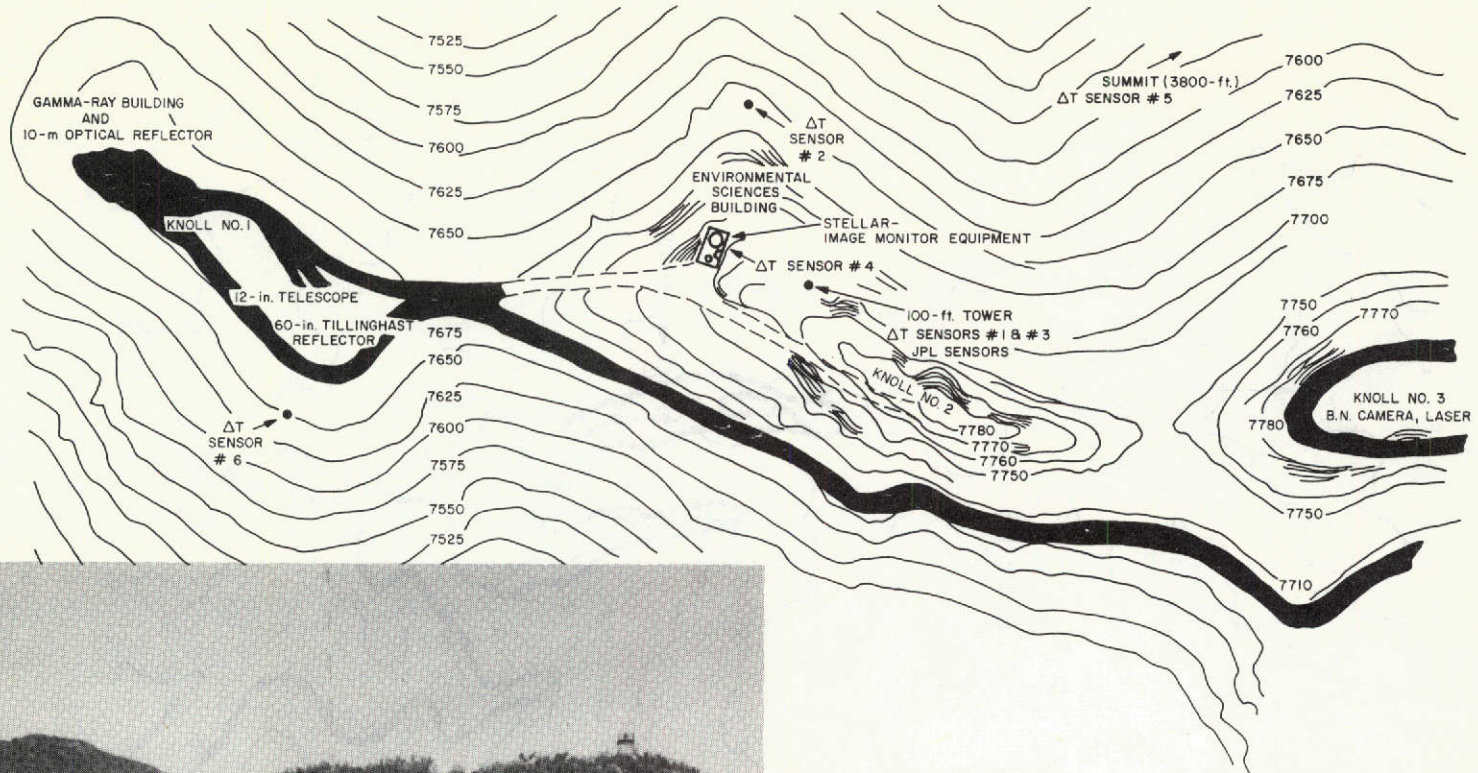 7525
7550
7575
7600
7625
7650
GAMMA-RAY BUILDING
AND
10-m OPTICAL REFLECTOR
KNOLL NO. 1
12-in. TELESCOPE
60-in. TILLINGHAST
REFLECTOR
7675
7650
7625
7600
7575
7550
7525
ΔT
SENSOR
# 6
ΔT
SENSOR
# 2
ENVIRONMENTAL
SCIENCES
BUILDING
STELLAR-
IMAGE MONITOR EQUIPMENT
ΔT SENSOR #4
100-ft. TOWER
ΔT SENSORS #1 & #3
JPL SENSORS
KNOLL NO. 2
7780
7770
7760
7750
SUMMIT (3800-ft.)
ΔT SENSOR #5
7600
7625
7650
7675
7700
7750
7760
7770
KNOLL NO. 3
B.N. CAMERA, LASER
7780
7750
7710